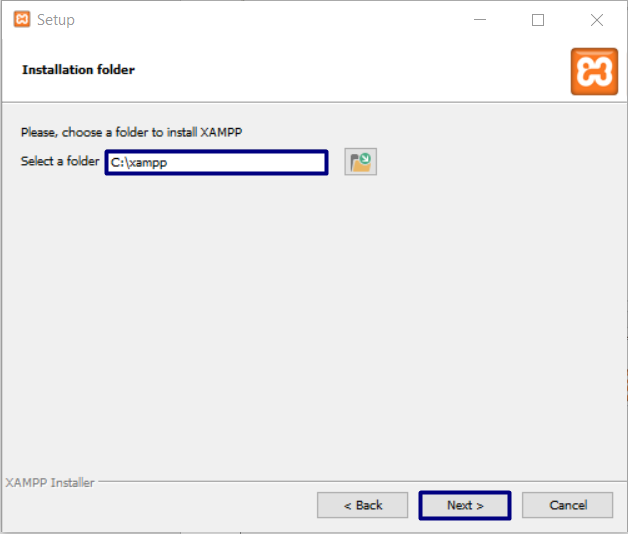 Setup
Installation folder
Please, choose a folder to install XAMPP
Select a folder C:\xampp
XAMPP Installer
< Back Next > Cancel